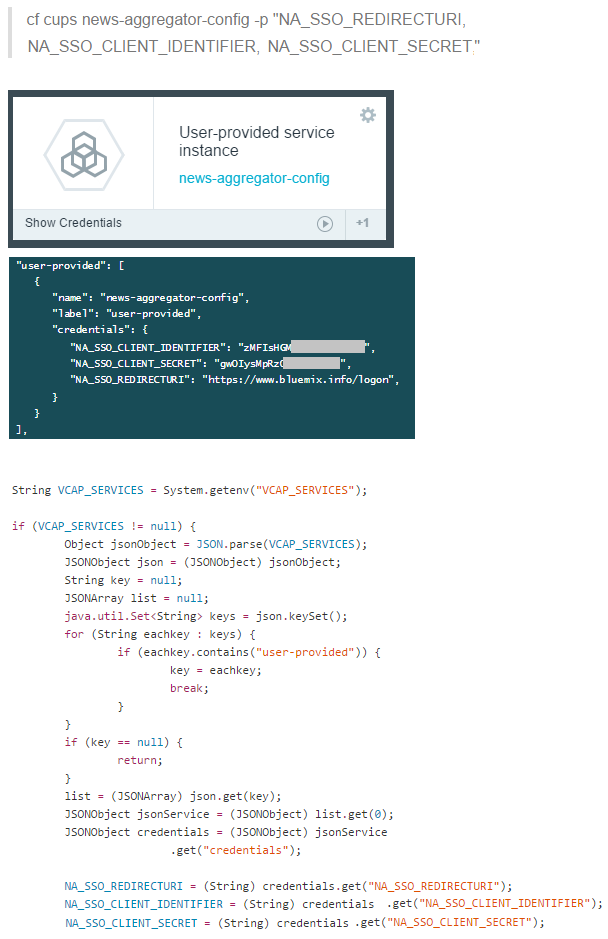 cf cups news-aggregator-config -p "NA_SSO_REDIRECTURI,
NA_SSO_CLIENT_IDENTIFIER, NA_SSO_CLIENT_SECRET."
User-provided service
instance
news-aggregator-config
Show Credentials
+1
"user-provided": [
{
"name": "news-aggregator-config",
"label": "user-provided",
"credentials": {
"NA_SSO_CLIENT_IDENTIFIER": "zMFIsHGM",
"NA_SSO_CLIENT_SECRET": "gwOIysMpRz",
"NA_SSO_REDIRECTURI": "https://www.bluemix.info/logon",
}
}
],
String VCAP_SERVICES = System.getenv("VCAP_SERVICES");
if (VCAP_SERVICES != null) {
Object jsonObject = JSON.parse(VCAP_SERVICES);
JSONObject json = (JSONObject) jsonObject;
String key = null;
JSONArray list = null;
java.util.Set<String> keys = json.keySet();
for (String eachkey : keys) {
if (eachkey.contains("user-provided")) {
key = eachkey;
break;
}
}
if (key == null) {
return;
}
list = (JSONArray) json.get(key);
JSONObject jsonService = (JSONObject) list.get(0);
JSONObject credentials = (JSONObject) jsonService
.get("credentials");
NA_SSO_REDIRECTURI = (String) credentials.get("NA_SSO_REDIRECTURI");
NA_SSO_CLIENT_IDENTIFIER = (String) credentials .get("NA_SSO_CLIENT_IDENTIFIER");
NA_SSO_CLIENT_SECRET = (String) credentials .get("NA_SSO_CLIENT_SECRET");